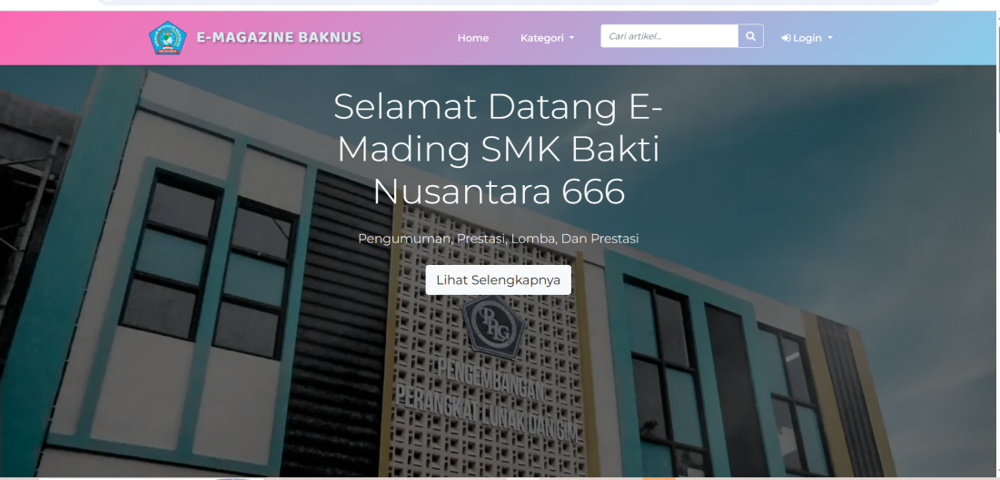 E-MAGAZINE BAKNUS
Home
Kategori
Cari artikel...
Login
Selamat Datang E-
Mading SMK Bakti
Nusantara 666
Pengumuman, Prestasi, Lomba, Dan Prestasi
Lihat Selengkapnya
PENGEMBANGAN
PERANGKAT LUNAK DAN GIM